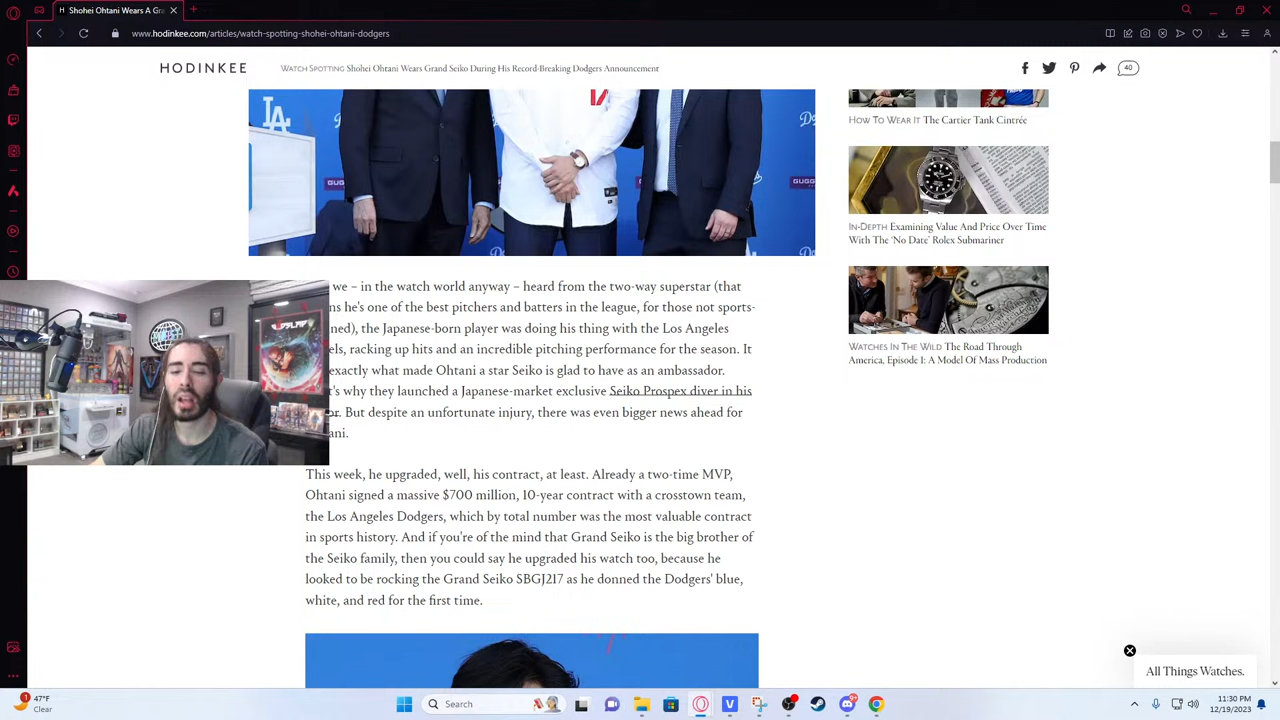 Shohei Ohtani Wears A G
www.hodinkee.com/articles/watch-spotting-shohei-ohtani-dodgers
HODINKEE
WATCH SPOTTING Shohei Ohtani Wears Grand Seiko During His Record-Breaking Dodgers Announcement
40
LA
17
GUGG
HOW TO WEAR IT The Cartier Tank Cintrée
IN-DEPTH Examining Value And Price Over Time
With The 'No Date' Rolex Submariner
WATCHES IN THE WILD The Road Through
America, Episode 1: A Model Of Mass Production
we – in the watch world anyway – heard from the two-way superstar (that
ns he's one of the best pitchers and batters in the league, for those not sports-
ned), the Japanese-born player was doing his thing with the Los Angeles
els, racking up hits and an incredible pitching performance for the season. It
exactly what made Ohtani a star Seiko is glad to have as an ambassador.
t's why they launched a Japanese-market exclusive Seiko Prospex diver in his
or. But despite an unfortunate injury, there was even bigger news ahead for
ani.
This week, he upgraded, well, his contract, at least. Already a two-time MVP,
Ohtani signed a massive $700 million, 10-year contract with a crosstown team,
the Los Angeles Dodgers, which by total number was the most valuable contract
in sports history. And if you're of the mind that Grand Seiko is the big brother of
the Seiko family, then you could say he upgraded his watch too, because he
looked to be rocking the Grand Seiko SBGJ217 as he donned the Dodgers' blue,
white, and red for the first time.
All Things Watches.
1
47°F
Clear
Search
9+
11:30 PM
12/19/2023